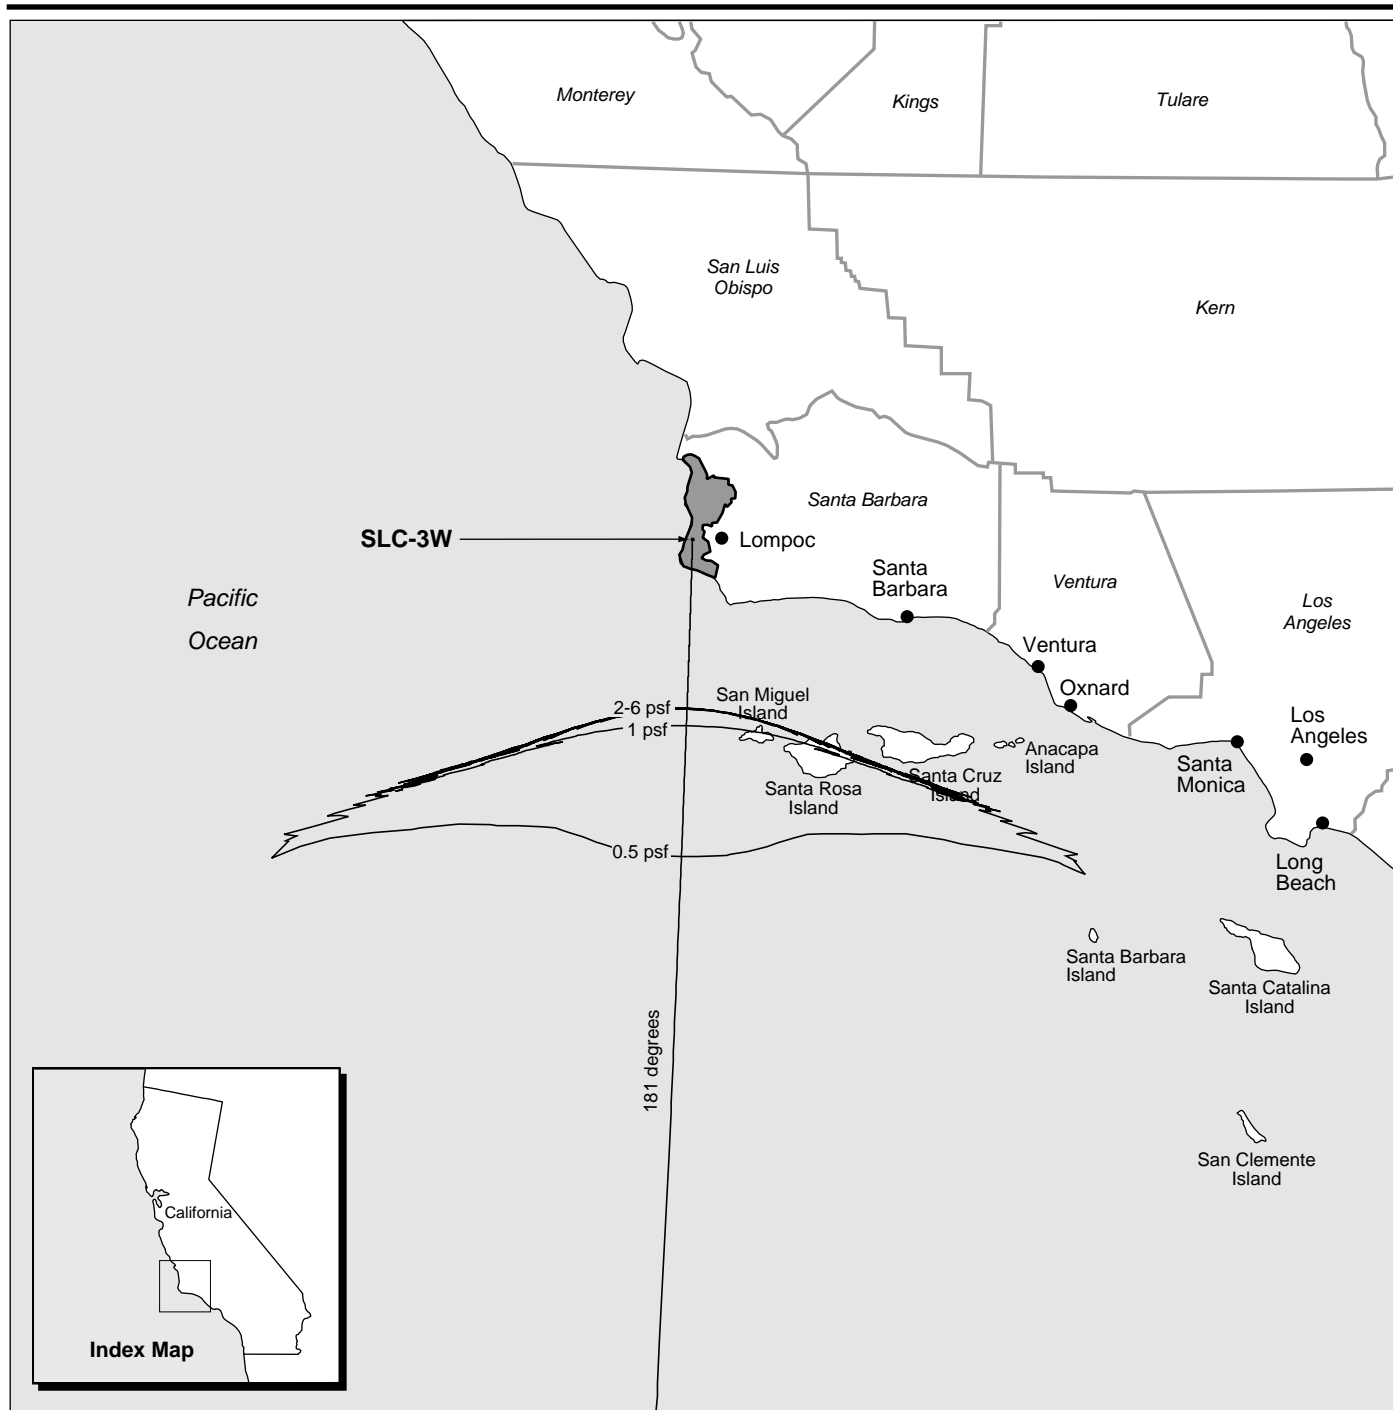 Monterey
Kings
Tulare
San Luis
Obispo
Kern
Santa Barbara
SLC-3W
Lompoc
Santa
Barbara
Ventura
Los
Angeles
Pacific
Ocean
Ventura
Oxnard
San Miguel
Island
2-6 psf
1 psf
Los
Angeles
Anacapa
Island
Santa
Monica
Santa Cruz
Island
Santa Rosa
Island
0.5 psf
Long
Beach
Santa Barbara
Island
Santa Catalina
Island
181 degrees
San Clemente
Island
California
Index Map